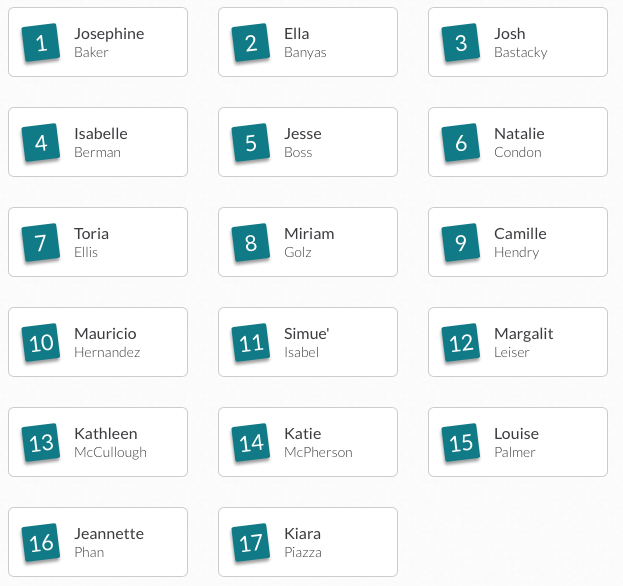 1 Josephine
Baker
2 Ella
Banyas
3 Josh
Bastacky
4 Isabelle
Berman
5 Jesse
Boss
6 Natalie
Condon
7 Toria
Ellis
8 Miriam
Golz
9 Camille
Hendry
10 Mauricio
Hernandez
11 Simue'
Isabel
12 Margalit
Leiser
13 Kathleen
McCullough
14 Katie
McPherson
15 Louise
Palmer
16 Jeannette
Phan
17 Kiara
Piazza